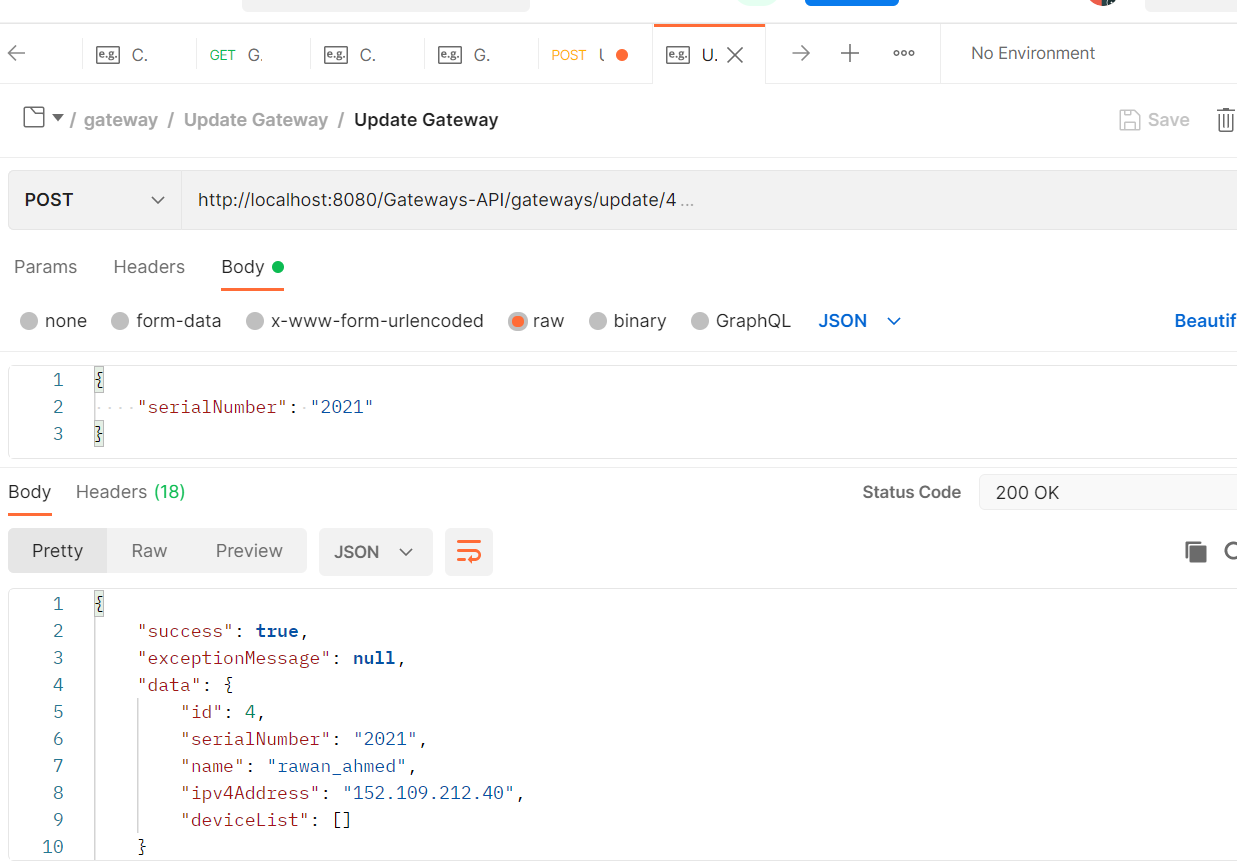 e.g. C.
GET G.
e.g. C.
e.g. G.
POST
e.g. U.
No Environment
/ gateway / Update Gateway / Update Gateway
Save
POST
http://localhost:8080/Gateways-API/gateways/update/4 ...
Params
Headers
Body
none
form-data
x-www-form-urlencoded
raw
binary
GraphQL
JSON
Beautif
1 {
2 ····"serialNumber":·"2021"
3 }
Body
Headers (18)
Status Code
200 OK
Pretty
Raw
Preview
JSON
1 {
2 "success": true,
3 "exceptionMessage": null,
4 "data": {
5 "id": 4,
6 "serialNumber": "2021",
7 "name": "rawan_ahmed",
8 "ipv4Address": "152.109.212.40",
9 "deviceList": []
10 }